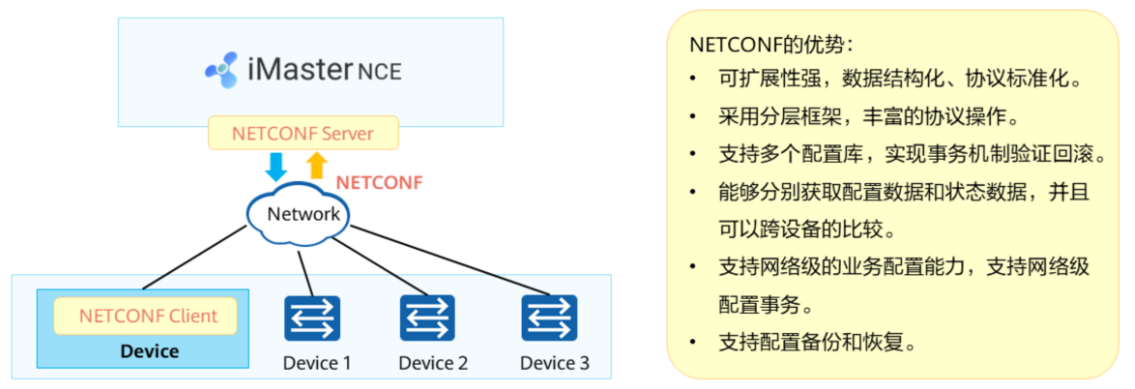 iMaster NCE
NETCONF Server
NETCONF
Network
NETCONF Client
Device
Device 1
Device 2
Device 3
NETCONF的优势：
• 可扩展性强，数据结构化、协议标准化。
• 采用分层框架，丰富的协议操作。
• 支持多个配置库，实现事务机制验证回滚。
• 能够分别获取配置数据和状态数据，并且
可以跨设备的比较。
• 支持网络级的业务配置能力，支持网络级
配置事务。
• 支持配置备份和恢复。